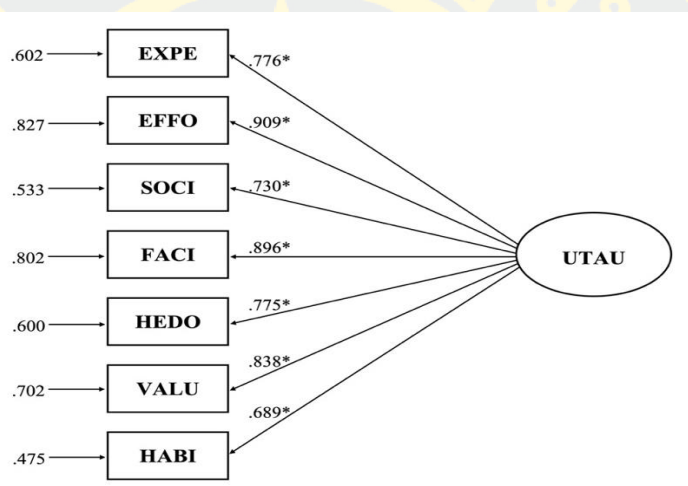 .602 EXPE .776*
.827 EFFO .909*
.533 SOCI .730*
.802 FACI .896* UTAU
.600 HEDO .775*
.702 VALU .838*
.475 HABI .689*